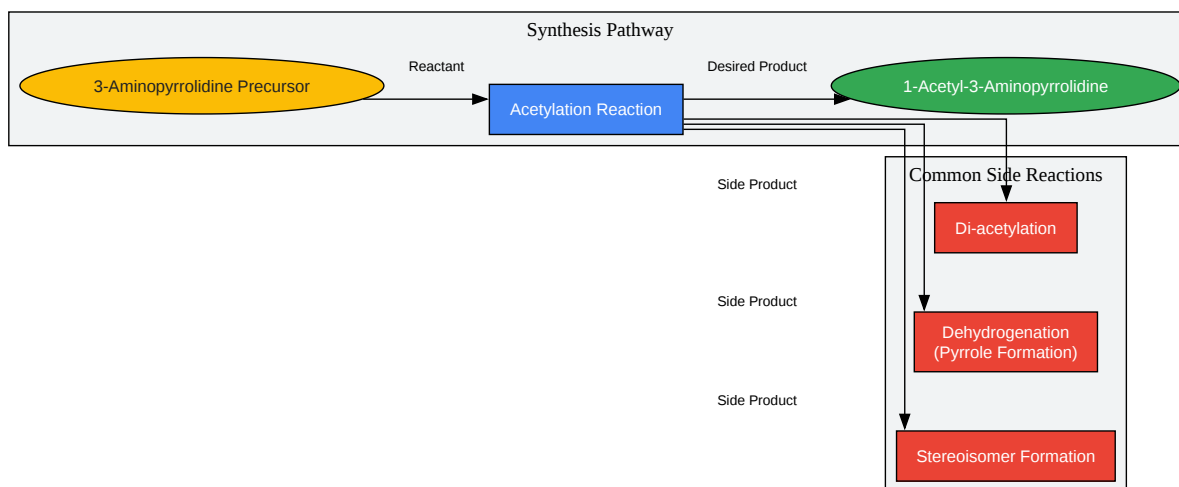 Synthesis Pathway
3-Aminopyrrolidine Precursor
Reactant
Acetylation Reaction
Desired Product
1-Acetyl-3-Aminopyrrolidine
Common Side Reactions
Side Product
Di-acetylation
Side Product
Dehydrogenation
(Pyrrole Formation)
Side Product
Stereoisomer Formation